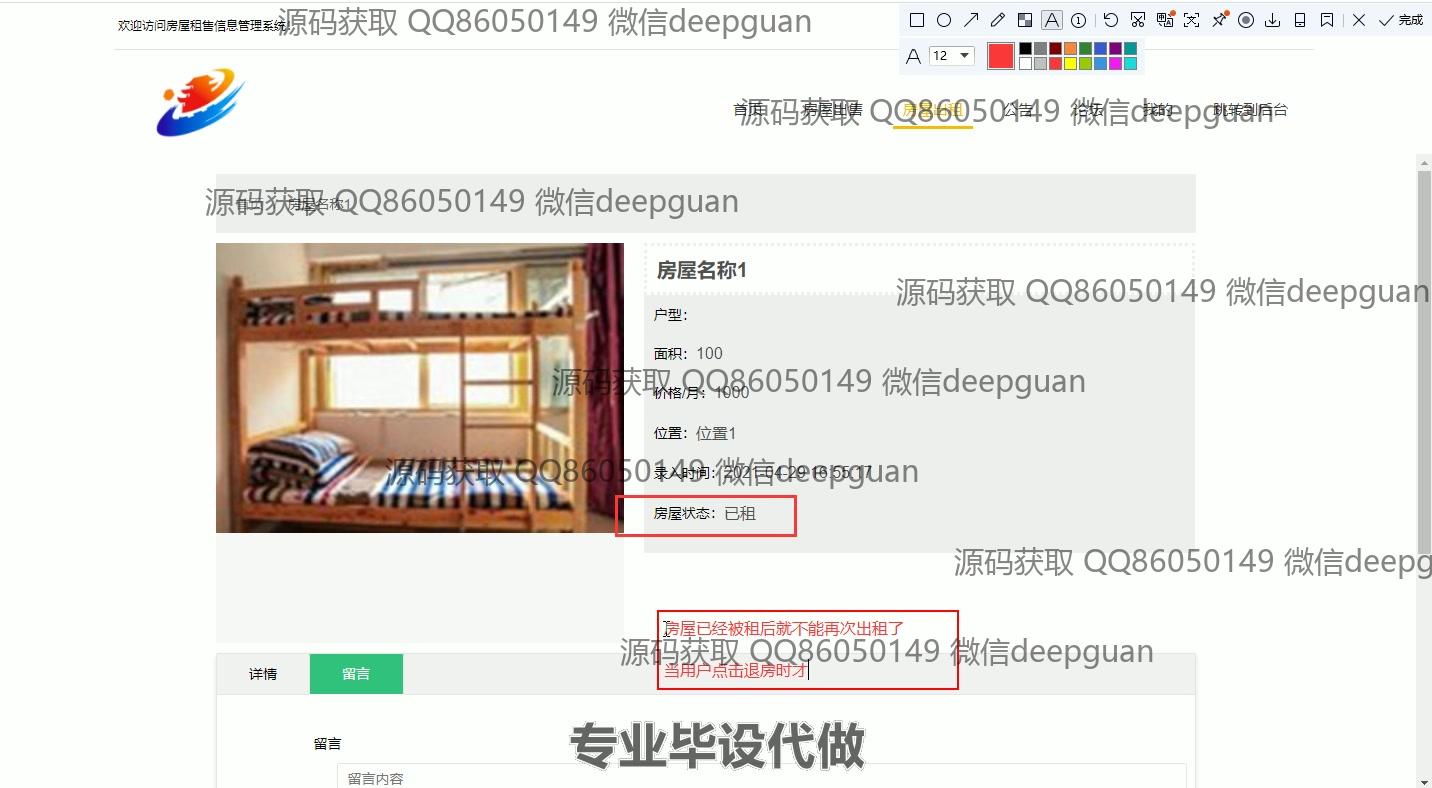 欢迎访问房屋租售信息管理系统
源码获取 QQ86050149 微信deepguan
完成
A 12
首页 房屋出售 房屋出租 公告 论坛 我的 跳转到后台
源码获取 QQ86050149 微信deepguan
源码获取 QQ86050149 微信deepguan
房屋名称1
房屋名称1
源码获取 QQ86050149 微信deepguan
户型：
面积：100
源码获取 QQ86050149 微信deepguan
价格/月：1000
位置：位置1
源码获取 QQ86050149 微信deepguan
录入时间：2021-04-29 16:55:17
房屋状态：已租
源码获取 QQ86050149 微信deepg
房屋已经被租后就不能再次出租了
源码获取 QQ86050149 微信deepguan
当用户点击退房时才
详情 留言
专业毕设代做
留言
留言内容